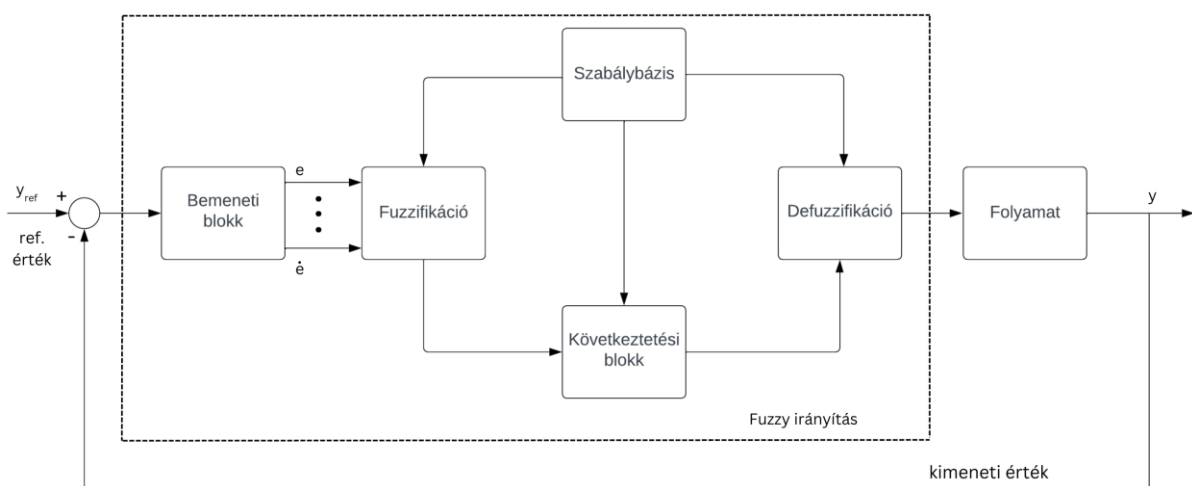 Szabálybázis
e
y
y_ref
+
Bemeneti
blokk
Fuzzifikáció
Defuzzifikáció
Folyamat
-
ref.
érték
ė
Következtetési
blokk
Fuzzy irányítás
kimeneti érték